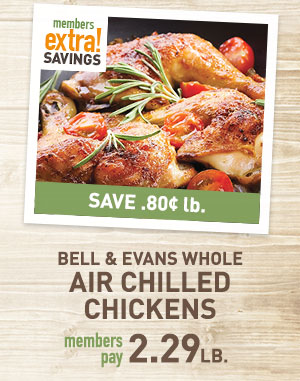 members
extra!
SAVINGS
SAVE .80¢ lb.
BELL & EVANS WHOLE
AIR CHILLED
CHICKENS
members
pay 2.29LB.